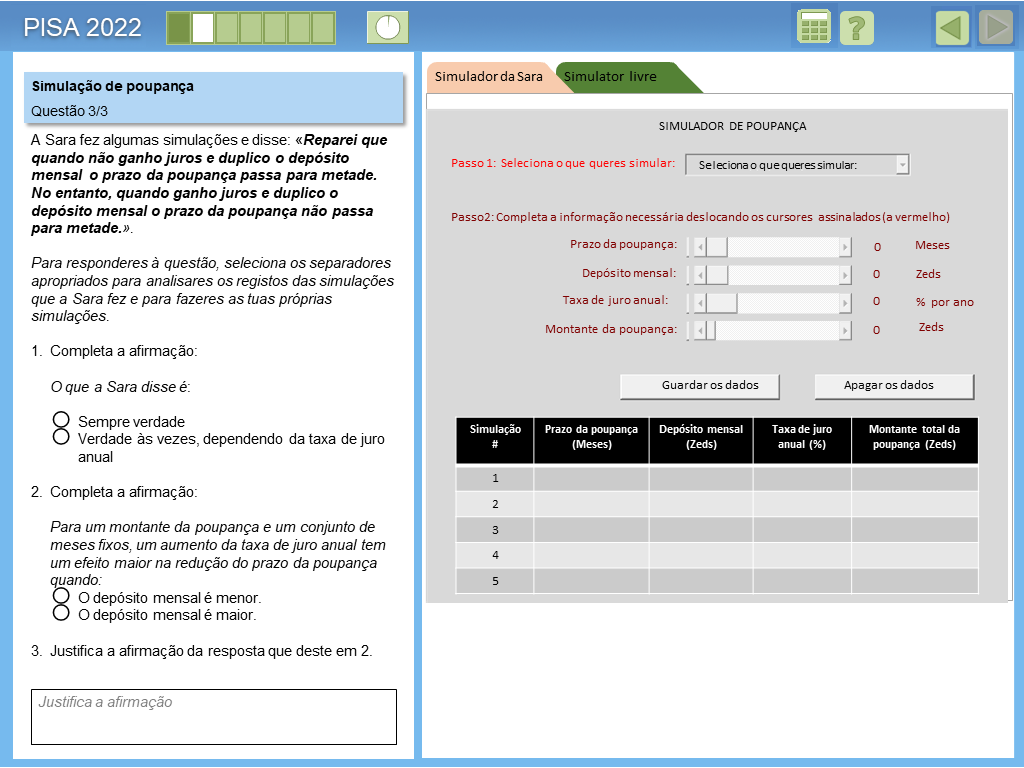 PISA 2022
?
Simulação de poupança
Questão 3/3
A Sara fez algumas simulações e disse: «Reparei que
quando não ganho juros e duplico o depósito
mensal o prazo da poupança passa para metade.
No entanto, quando ganho juros e duplico o
depósito mensal o prazo da poupança não passa
para metade.».
Para responderes à questão, seleciona os separadores
apropriados para analisares os registos das simulações
que a Sara fez e para fazeres as tuas próprias
simulações.
1. Completa a afirmação:
O que a Sara disse é:
Sempre verdade
Verdade às vezes, dependendo da taxa de juro
anual
2. Completa a afirmação:
Para um montante da poupança e um conjunto de
meses fixos, um aumento da taxa de juro anual tem
um efeito maior na redução do prazo da poupança
quando:
O depósito mensal é menor.
O depósito mensal é maior.
3. Justifica a afirmação da resposta que deste em 2.
Justifica a afirmação
Simulador da Sara
Simulator livre
SIMULADOR DE POUPANÇA
Passo 1: Seleciona o que queres simular: Seleciona o que queres simular:
Passo2: Completa a informação necessária deslocando os cursores assinalados (a vermelho)
Prazo da poupança: 0 Meses
Depósito mensal: 0 Zeds
Taxa de juro anual: 0 % por ano
Montante da poupança: 0 Zeds
Guardar os dados Apagar os dados
Simulação Prazo da poupança Depósito mensal Taxa de juro Montante total da
# (Meses) (Zeds) anual (%) poupança (Zeds)
1
2
3
4
5